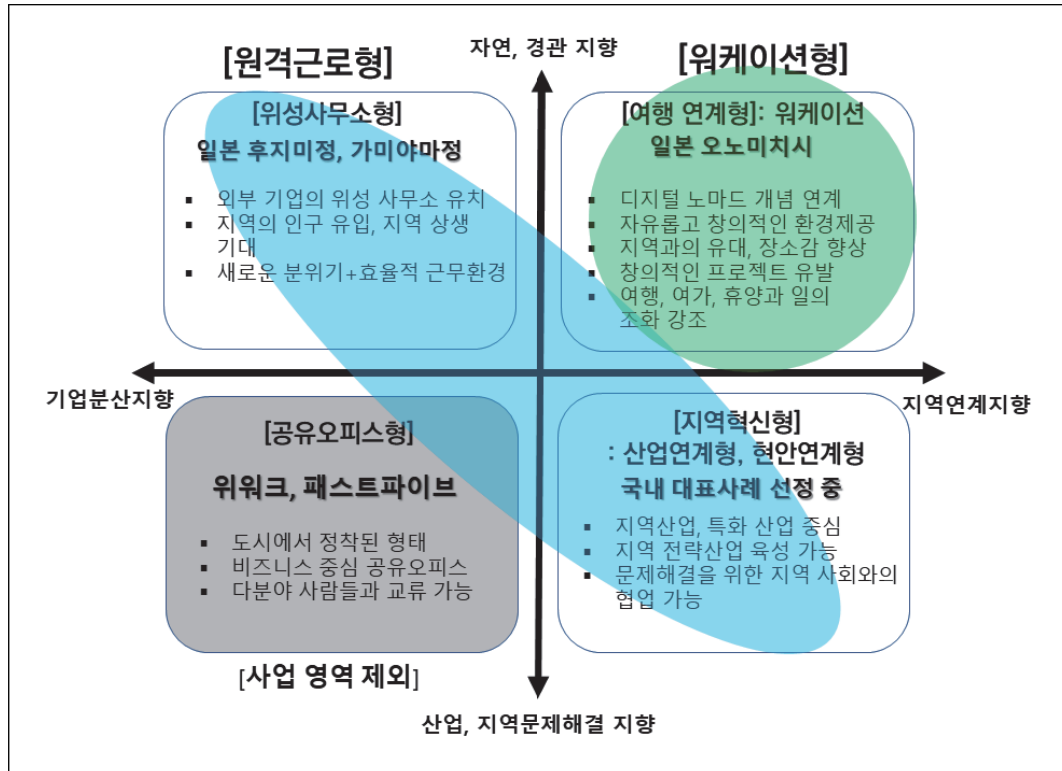 자연, 경관 지향
[원격근로형]
[워케이션형]
[위성사무소형]
일본 후지미정, 가미야마정
▪ 외부 기업의 위성 사무소 유치
▪ 지역의 인구 유입, 지역 상생
기대
▪ 새로운 분위기+효율적 근무환경
[여행 연계형]: 워케이션
일본 오노미치시
▪ 디지털 노마드 개념 연계
▪ 자유롭고 창의적인 환경제공
▪ 지역과의 유대, 장소감 향상
▪ 창의적인 프로젝트 유발
▪ 여행, 여가, 휴양과 일의
조화 강조
기업분산지향
지역연계지향
[공유오피스형]
위워크, 패스트파이브
▪ 도시에서 정착된 형태
▪ 비즈니스 중심 공유오피스
▪ 다분야 사람들과 교류 가능
[사업 영역 제외]
[지역혁신형]
: 산업연계형, 현안연계형
국내 대표사례 선정 중
▪ 지역산업, 특화 산업 중심
▪ 지역 전략산업 육성 가능
▪ 문제해결을 위한 지역 사회와의
협업 가능
산업, 지역문제해결 지향